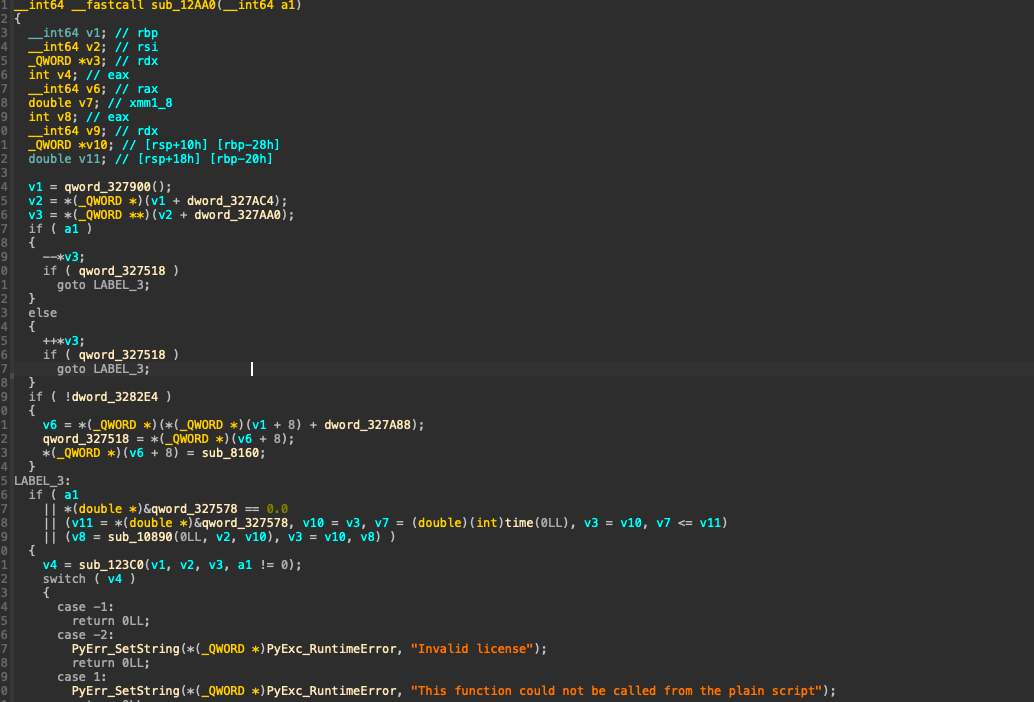 1 __int64 __fastcall sub_12AA0(__int64 a1)
2 {
3   __int64 v1; // rbp
4   __int64 v2; // rsi
5   _QWORD *v3; // rdx
6   int v4; // eax
7   __int64 v6; // rax
8   double v7; // xmm1_8
9   int v8; // eax
0   __int64 v9; // rdx
1   _QWORD *v10; // [rsp+10h] [rbp-28h]
2   double v11; // [rsp+18h] [rbp-20h]
3
4   v1 = qword_327900();
5   v2 = *(_QWORD *)(v1 + dword_327AC4);
6   v3 = *(_QWORD **)(v2 + dword_327AA0);
7   if ( a1 )
8   {
9     --*v3;
0     if ( qword_327518 )
1       goto LABEL_3;
2   }
3   else
4   {
5     ++*v3;
6     if ( qword_327518 )
7       goto LABEL_3;
8   }
9   if ( !dword_3282E4 )
0   {
1     v6 = *(_QWORD *)(*(_QWORD *)(v1 + 8) + dword_327A88);
2     qword_327518 = *(_QWORD *)(v6 + 8);
3     *(_QWORD *)(v6 + 8) = sub_8160;
4   }
5 LABEL_3:
6   if ( a1
7     || *(double *)&qword_327578 == 0.0
8     || (v11 = *(double *)&qword_327578, v10 = v3, v7 = (double)(int)time(0LL), v3 = v10, v7 <= v11)
9     || (v8 = sub_10890(0LL, v2, v10), v3 = v10, v8) )
0   {
1     v4 = sub_123C0(v1, v2, v3, a1 != 0);
2     switch ( v4 )
3     {
4       case -1:
5         return 0LL;
6       case -2:
7         PyErr_SetString(*(_QWORD *)PyExc_RuntimeError, "Invalid license");
8         return 0LL;
9       case 1:
0         PyErr_SetString(*(_QWORD *)PyExc_RuntimeError, "This function could not be called from the plain script");